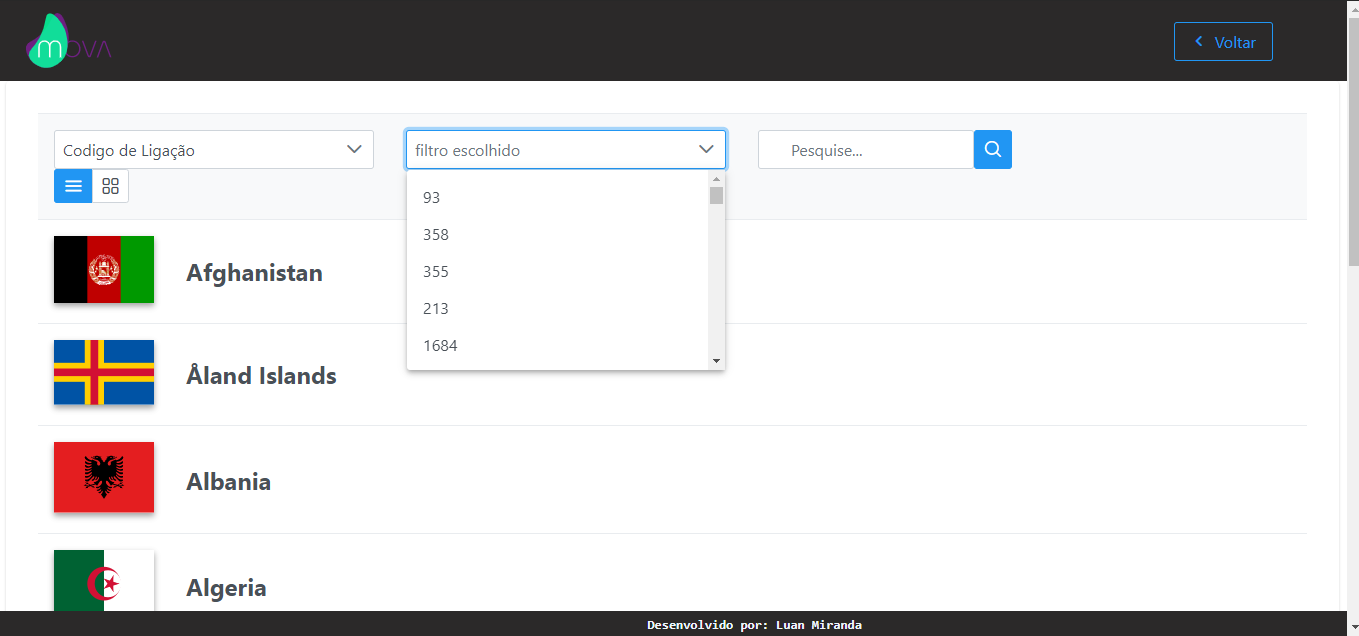 mOVA
Voltar
Codigo de Ligação
filtro escolhido
Pesquise...
93
358
355
213
1684
Afghanistan
Åland Islands
Albania
Algeria
Desenvolvido por: Luan Miranda